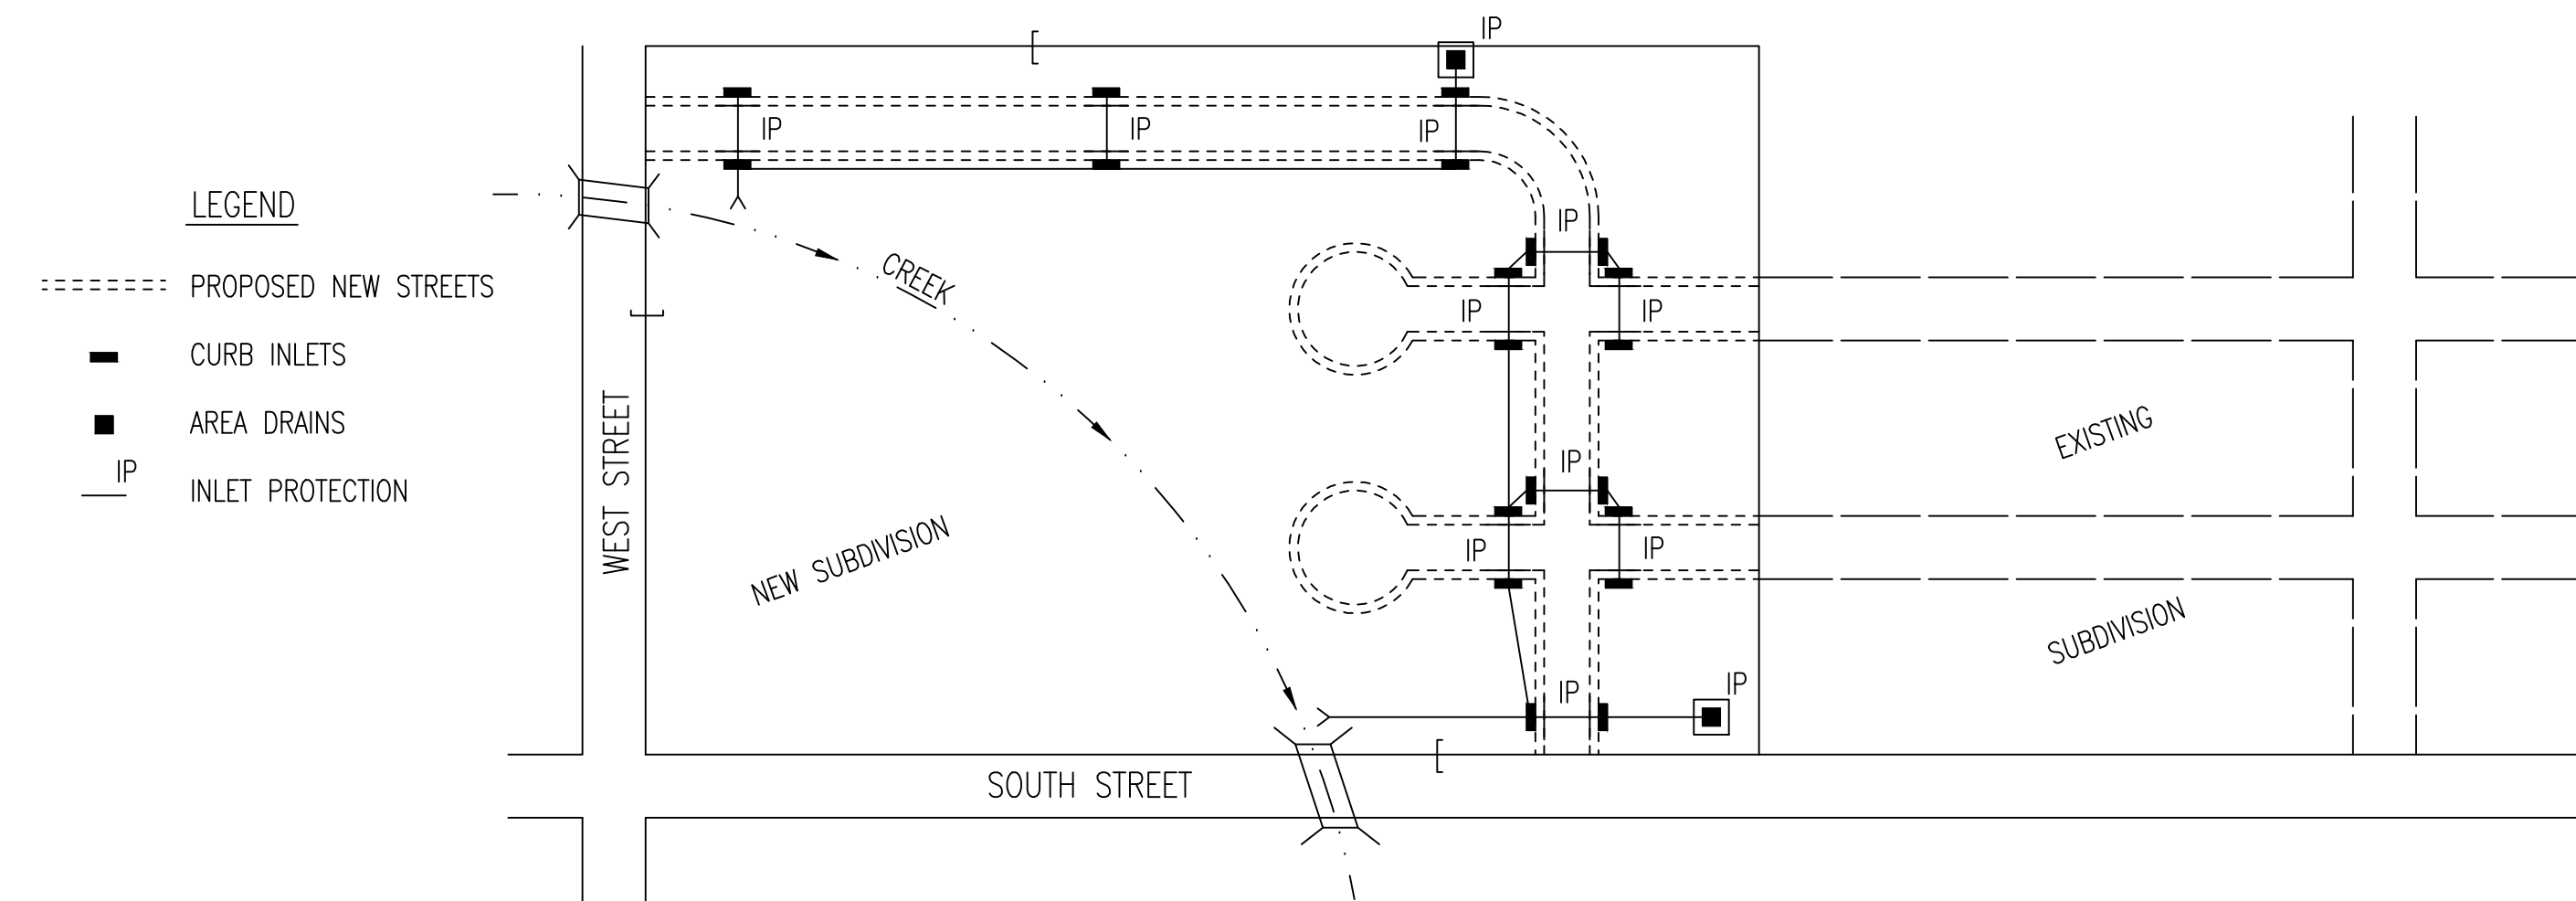 IP
IP
IP
IP
LEGEND
IP
CREEK
PROPOSED NEW STREETS
IP
IP
CURB INLETS
AREA DRAINS
EXISTING
IP
IP
INLET PROTECTION
WEST STREET
NEW SUBDIVISION
IP
IP
SUBDIVISION
IP
IP
SOUTH STREET